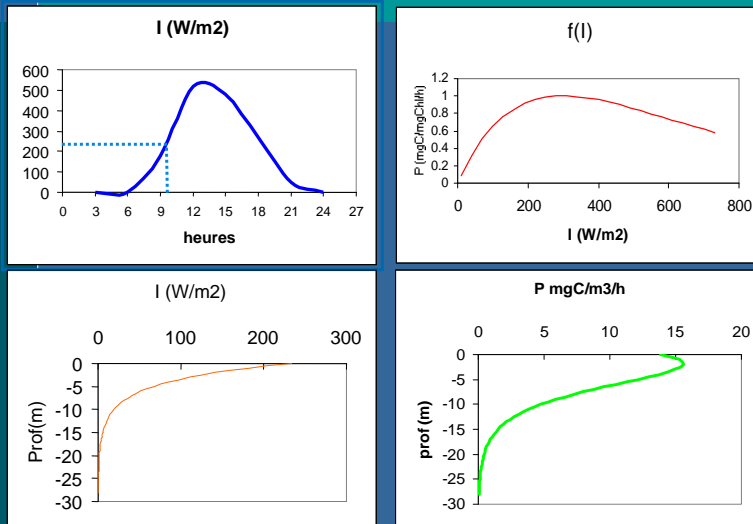 I (W/m2)
600
500
400
300
200
100
0
0 3 6 9 12 15 18 21 24 27
heures
f(I)
P (mgC/mgChl/h)
1.2
1
0.8
0.6
0.4
0.2
0
0 200 400 600 800
I (W/m2)
I (W/m2)
0 100 200 300
Prof(m)
0
-5
-10
-15
-20
-25
-30
P mgC/m3/h
0 5 10 15 20
prof (m)
0
-5
-10
-15
-20
-25
-30